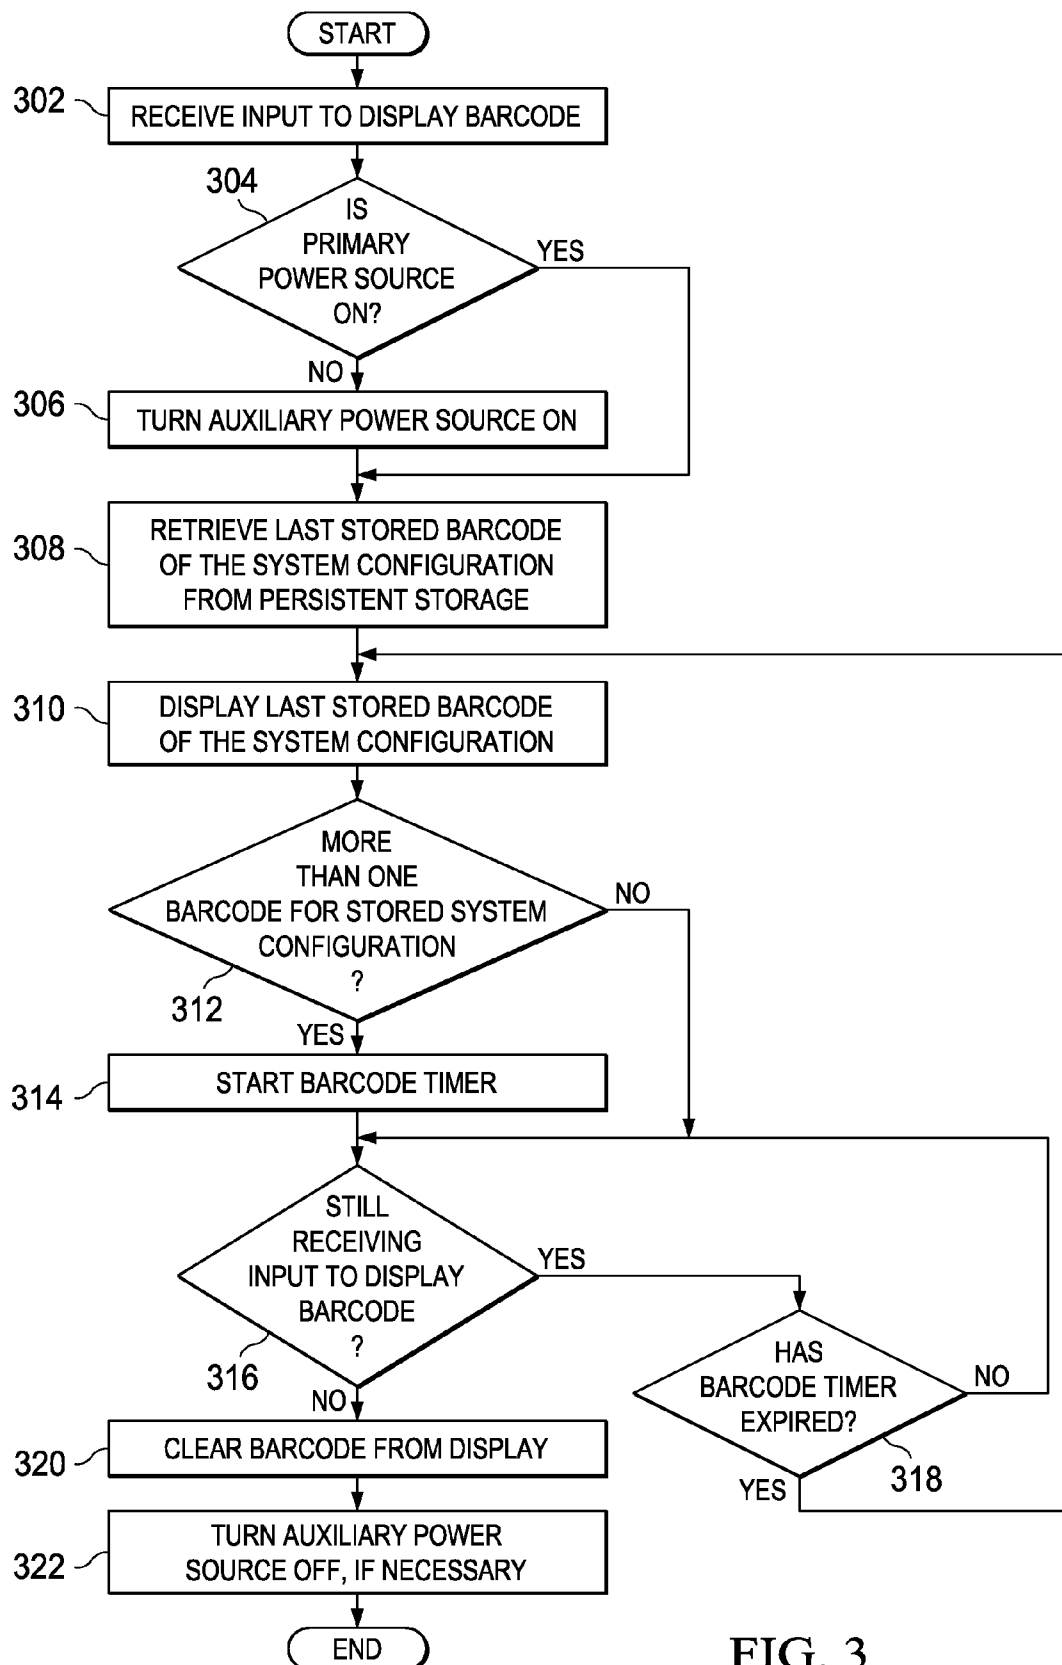 START
302
RECEIVE INPUT TO DISPLAY BARCODE
304
IS
PRIMARY
POWER SOURCE
ON?
YES
NO
306
TURN AUXILIARY POWER SOURCE ON
308
RETRIEVE LAST STORED BARCODE
OF THE SYSTEM CONFIGURATION
FROM PERSISTENT STORAGE
310
DISPLAY LAST STORED BARCODE
OF THE SYSTEM CONFIGURATION
MORE
THAN ONE
BARCODE FOR STORED SYSTEM
CONFIGURATION
?
NO
312
YES
314
START BARCODE TIMER
STILL
RECEIVING
INPUT TO DISPLAY
BARCODE
?
YES
316
NO
HAS
BARCODE TIMER
EXPIRED?
NO
318
YES
320
CLEAR BARCODE FROM DISPLAY
322
TURN AUXILIARY POWER
SOURCE OFF, IF NECESSARY
END
FIG. 3